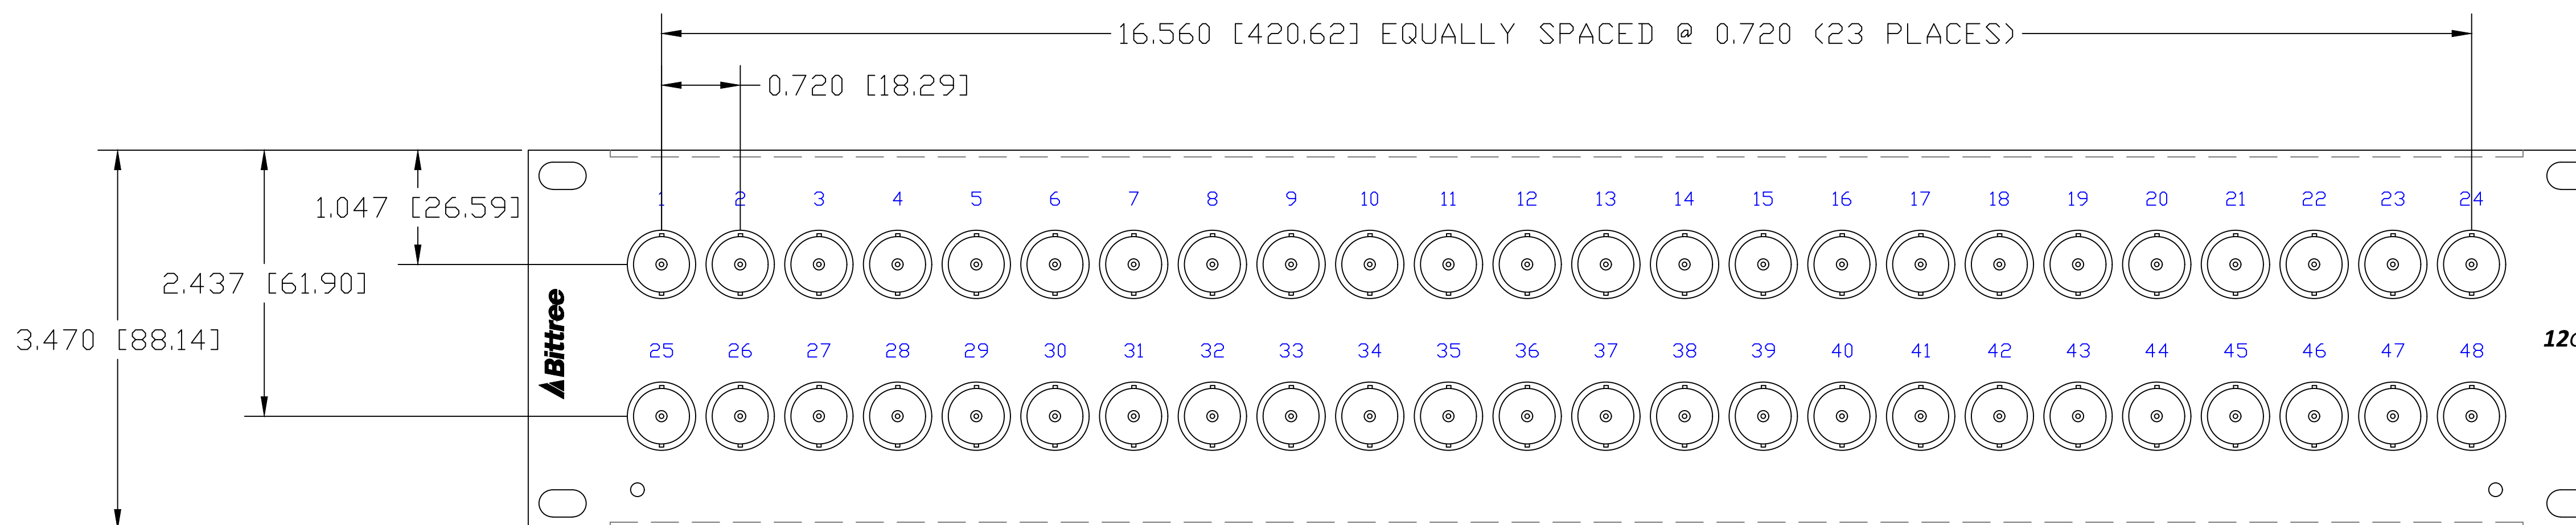 16.560 [420.62] EQUALLY SPACED @ 0.720 (23 PLACES)
0.720 [18.29]
1.047 [26.59]
1 2 3 4 5 6 7 8 9 10 11 12 13 14 15 16 17 18 19 20 21 22 23 24
2.437 [61.90]
3.470 [88.14]
Bittree
12
25 26 27 28 29 30 31 32 33 34 35 36 37 38 39 40 41 42 43 44 45 46 47 48